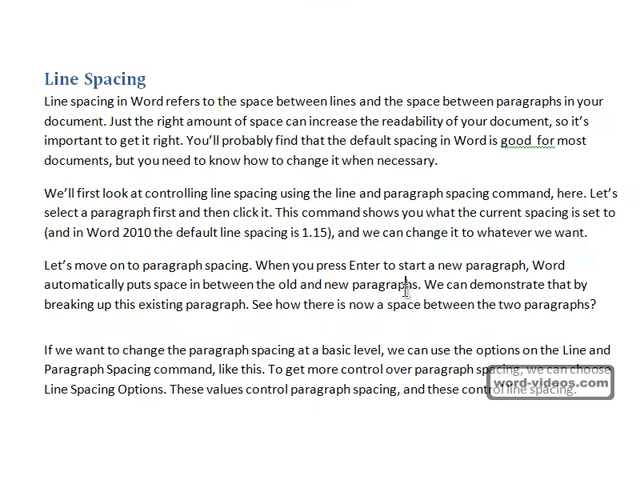 Line Spacing
Line spacing in Word refers to the space between lines and the space between paragraphs in your
document. Just the right amount of space can increase the readability of your document, so it's
important to get it right. You'll probably find that the default spacing in Word is good  for most
documents, but you need to know how to change it when necessary.
We'll first look at controlling line spacing using the line and paragraph spacing command, here. Let's
select a paragraph first and then click it. This command shows you what the current spacing is set to
(and in Word 2010 the default line spacing is 1.15), and we can change it to whatever we want.
Let's move on to paragraph spacing. When you press Enter to start a new paragraph, Word
automatically puts space in between the old and new paragraphs. We can demonstrate that by
breaking up this existing paragraph. See how there is now a space between the two paragraphs?
If we want to change the paragraph spacing at a basic level, we can use the options on the Line and
Paragraph Spacing command, like this. To get more control over paragraph spacing, we can choose
word-videos.com
Line Spacing Options. These values control paragraph spacing, and these control line spacing.